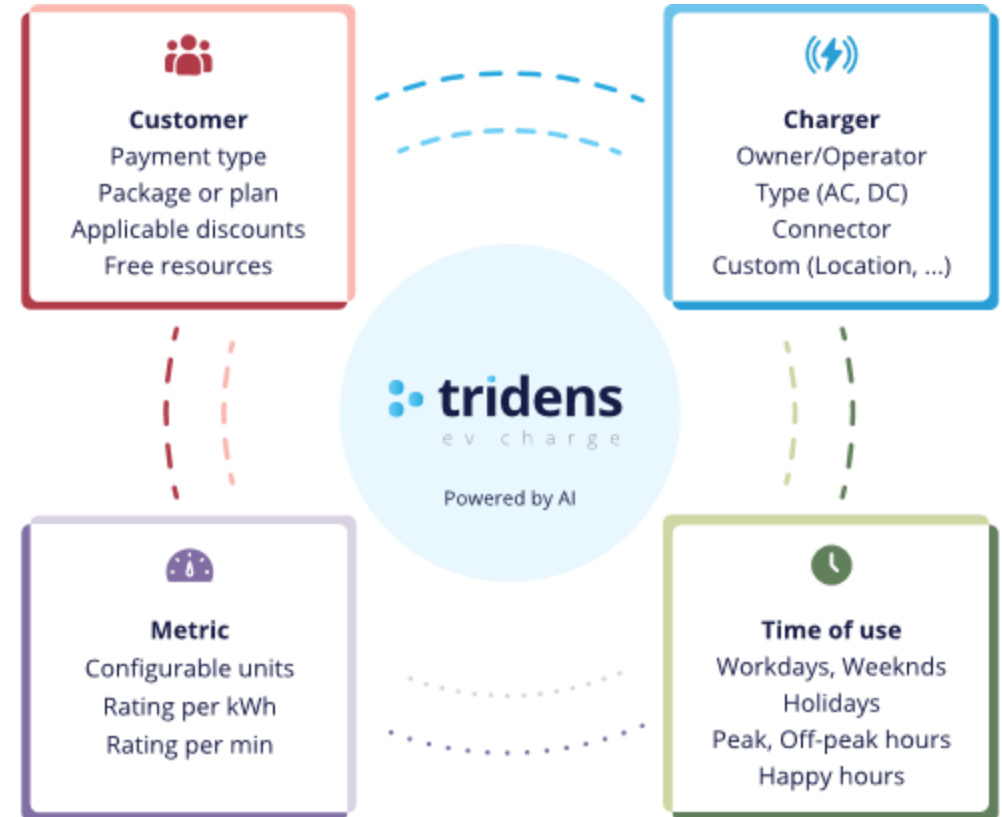 Customer
Payment type
Package or plan
Applicable discounts
Free resources
Charger
Owner/Operator
Type (AC, DC)
Connector
Custom (Location, ...)
tridens
ev charge
Powered by AI
Metric
Configurable units
Rating per kWh
Rating per min
Time of use
Workdays, Weeknds
Holidays
Peak, Off-peak hours
Happy hours